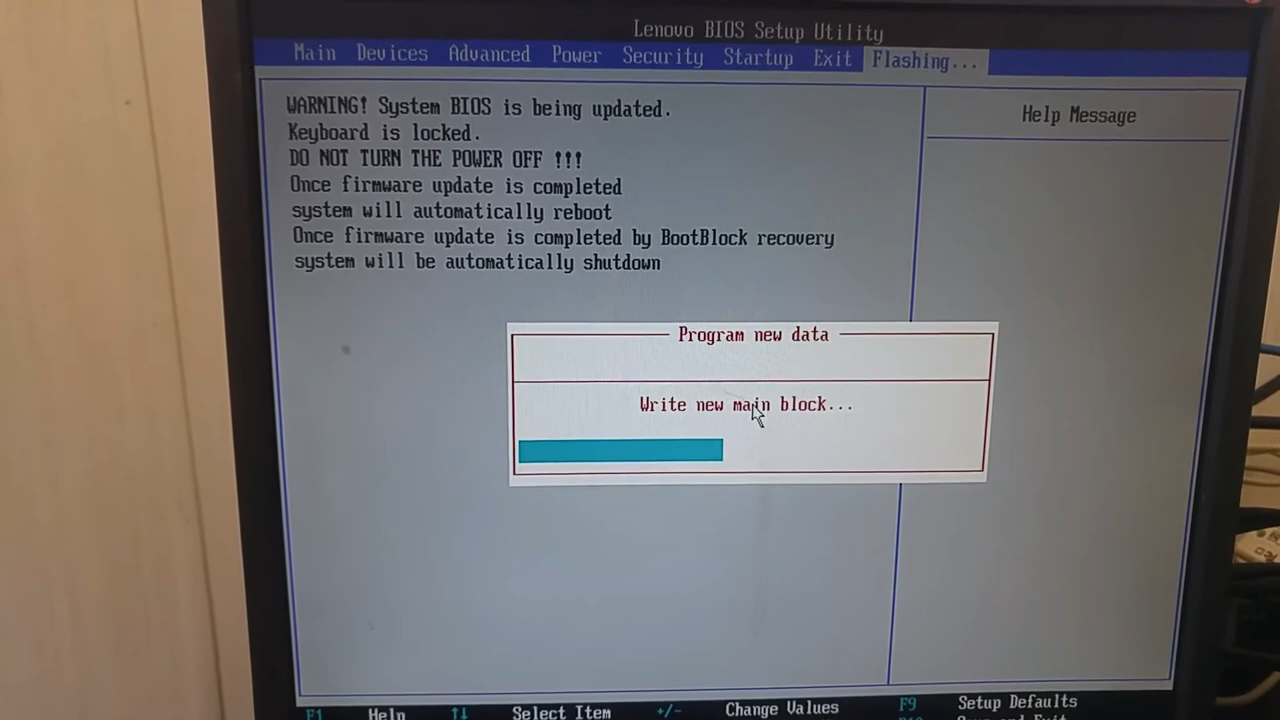 Lenovo BIOS Setup Utility
Main Devices Advanced Power Security Startup Exit Flashing...
WARNING! System BIOS is being updated.
Keyboard is locked.
DO NOT TURN THE POWER OFF !!!
Once firmware update is completed
system will automatically reboot
Once firmware update is completed by BootBlock recovery
system will be automatically shutdown
Help Message
Program new data
Write new main block...
F1 Help ↑↓ Select Item +/- Change Values F9 Setup Defaults